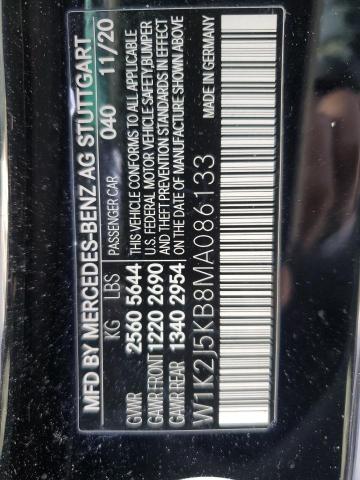 MFD BY MERCEDES-BENZ AG STUTTGART
KG LBS PASSENGER CAR 040 11/20
GVWR 2560 5644 VEHICLE CONFORMS TO ALL APPLICABLE
GAWR FRONT 1220 2690 U.S. FEDERAL MOTOR VEHICLE SAFETY, BUMPER
GAWR REAR 1340 2954 AND THEFT PREVENTION STANDARDS IN EFFECT
ON THE DATE OF MANUFACTURE SHOWN ABOVE
W1K2J5KB8MA086133 MADE IN GERMANY